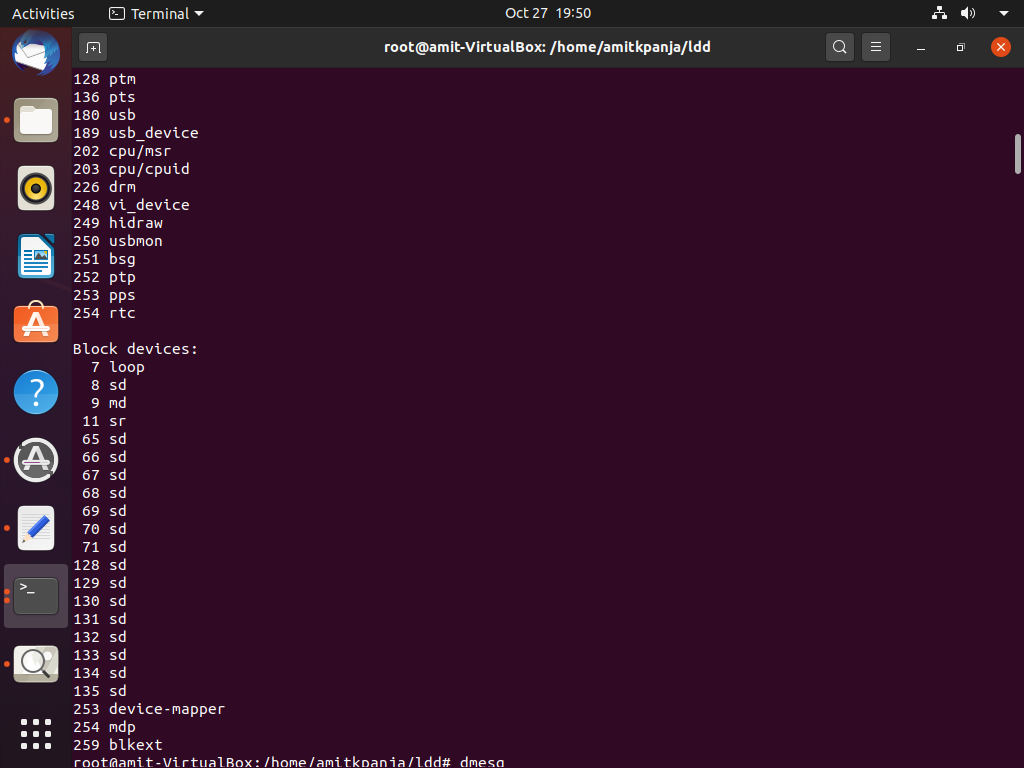 Activities
Terminal
Oct 27 19:50
root@amit-VirtualBox: /home/amitkpanja/ldd
128 ptm
136 pts
180 usb
189 usb_device
202 cpu/msr
203 cpu/cpuid
226 drm
248 vi_device
249 hidraw
250 usbmon
251 bsg
252 ptp
253 pps
254 rtc
Block devices:
7 loop
8 sd
9 md
11 sr
65 sd
66 sd
67 sd
68 sd
69 sd
70 sd
71 sd
128 sd
129 sd
130 sd
131 sd
132 sd
133 sd
134 sd
135 sd
253 device-mapper
254 mdp
259 blkext
root@amit-VirtualBox:/home/amitkpanja/ldd# dmesg